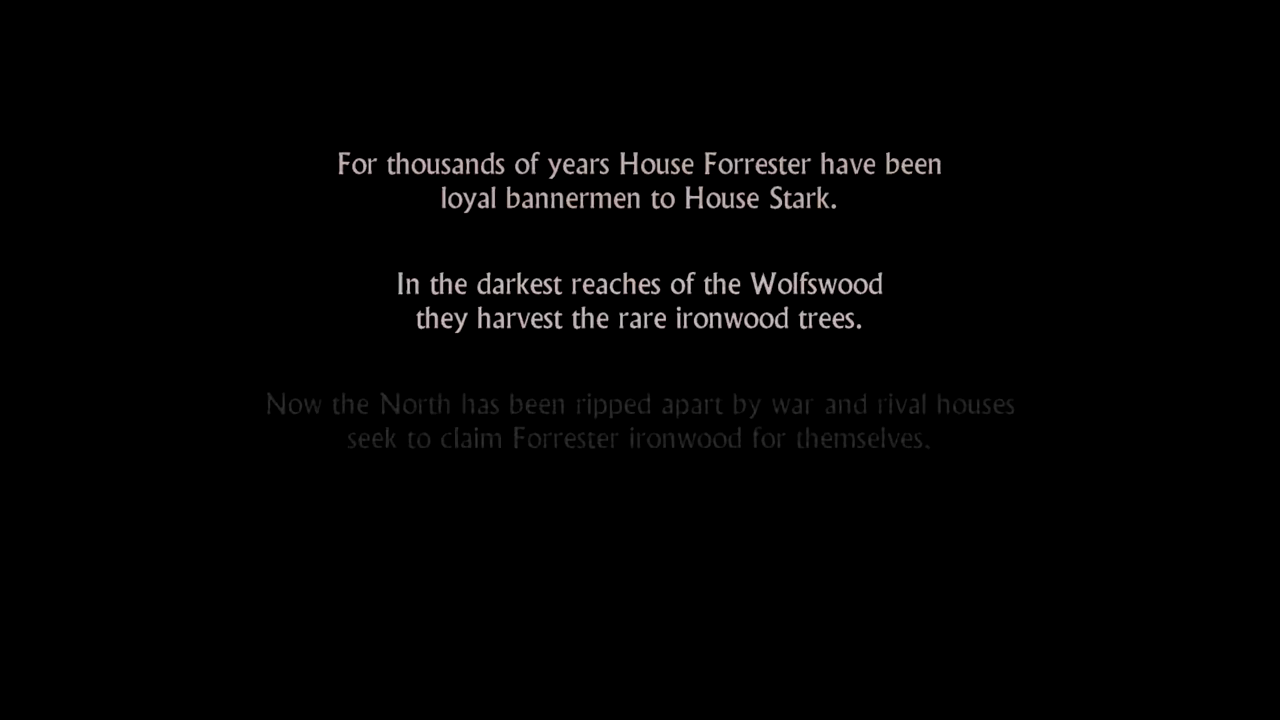 For thousands of years House Forrester have been
loyal bannermen to House Stark.
In the darkest reaches of the Wolfswood
they harvest the rare ironwood trees.
Now the North has been ripped apart by war and rival houses
seek to claim Forrester ironwood for themselves.